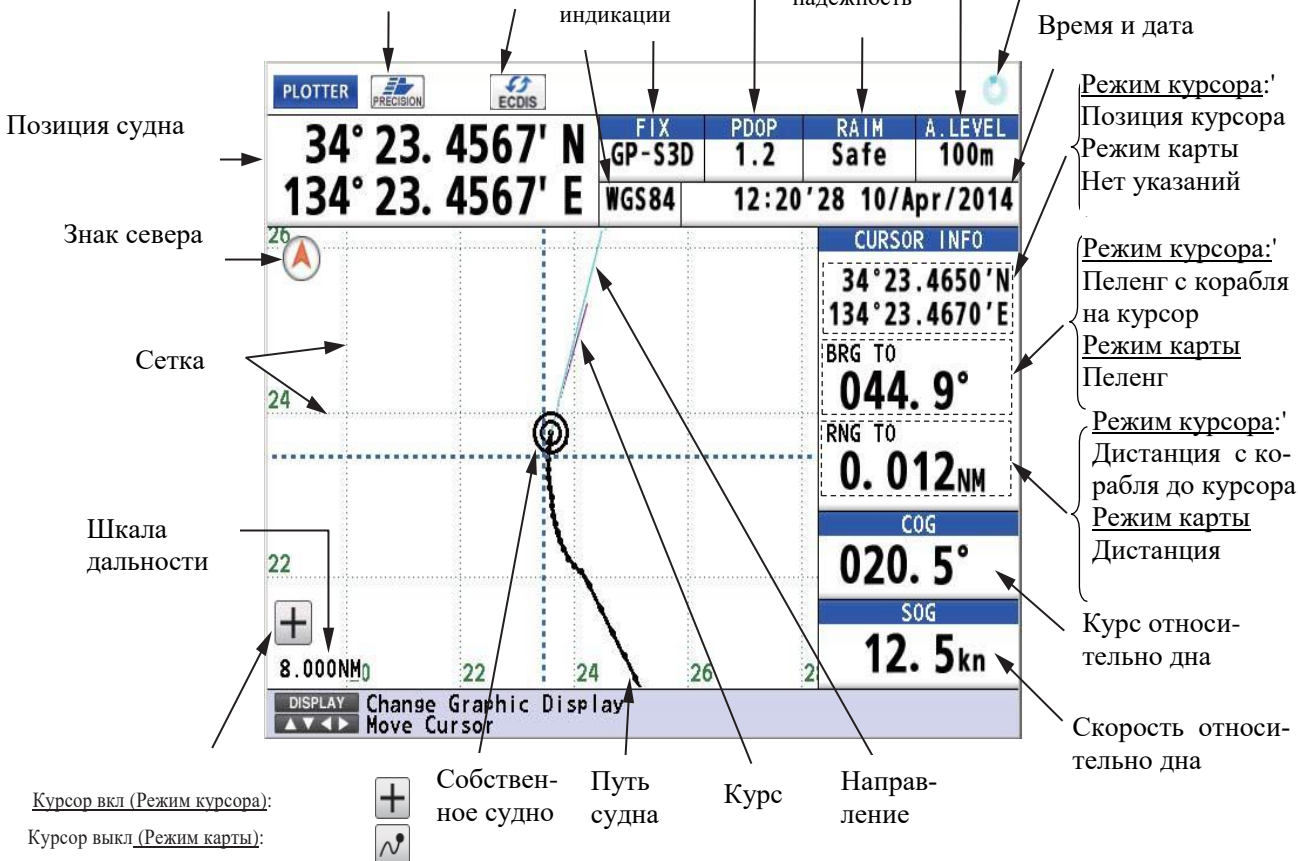 индикации
надежность
Время и дата
PLOTTER
PRECISION
ECDIS
Позиция судна
34° 23. 4567' N
134° 23. 4567' E
FIX
GP-S3D
PDOP
1.2
RAIM
Safe
A.LEVEL
100m
WGS84
12:20'28 10/Apr/2014
Режим курсора:'
Позиция курсора
Режим карты
Нет указаний
Знак севера
26
CURSOR INFO
34°23.4650'N
134°23.4670'E
Режим курсора:'
Пеленг с корабля
на курсор
Режим карты
Пеленг
Сетка
24
BRG TO
044. 9°
RNG TO
0. 012NM
Режим курсора:'
Дистанция с ко-
рабля до курсора
Режим карты
Дистанция
Шкала
дальности
22
COG
020. 5°
SOG
12. 5kn
Курс относи-
тельно дна
8.000NM
22
24
26
DISPLAY Change Graphic Display
Move Cursor
Скорость относи-
тельно дна
Собствен-
ное судно
Путь
судна
Курс
Направ-
ление
Курсор вкл (Режим курсора):
Курсор выкл (Режим карты):